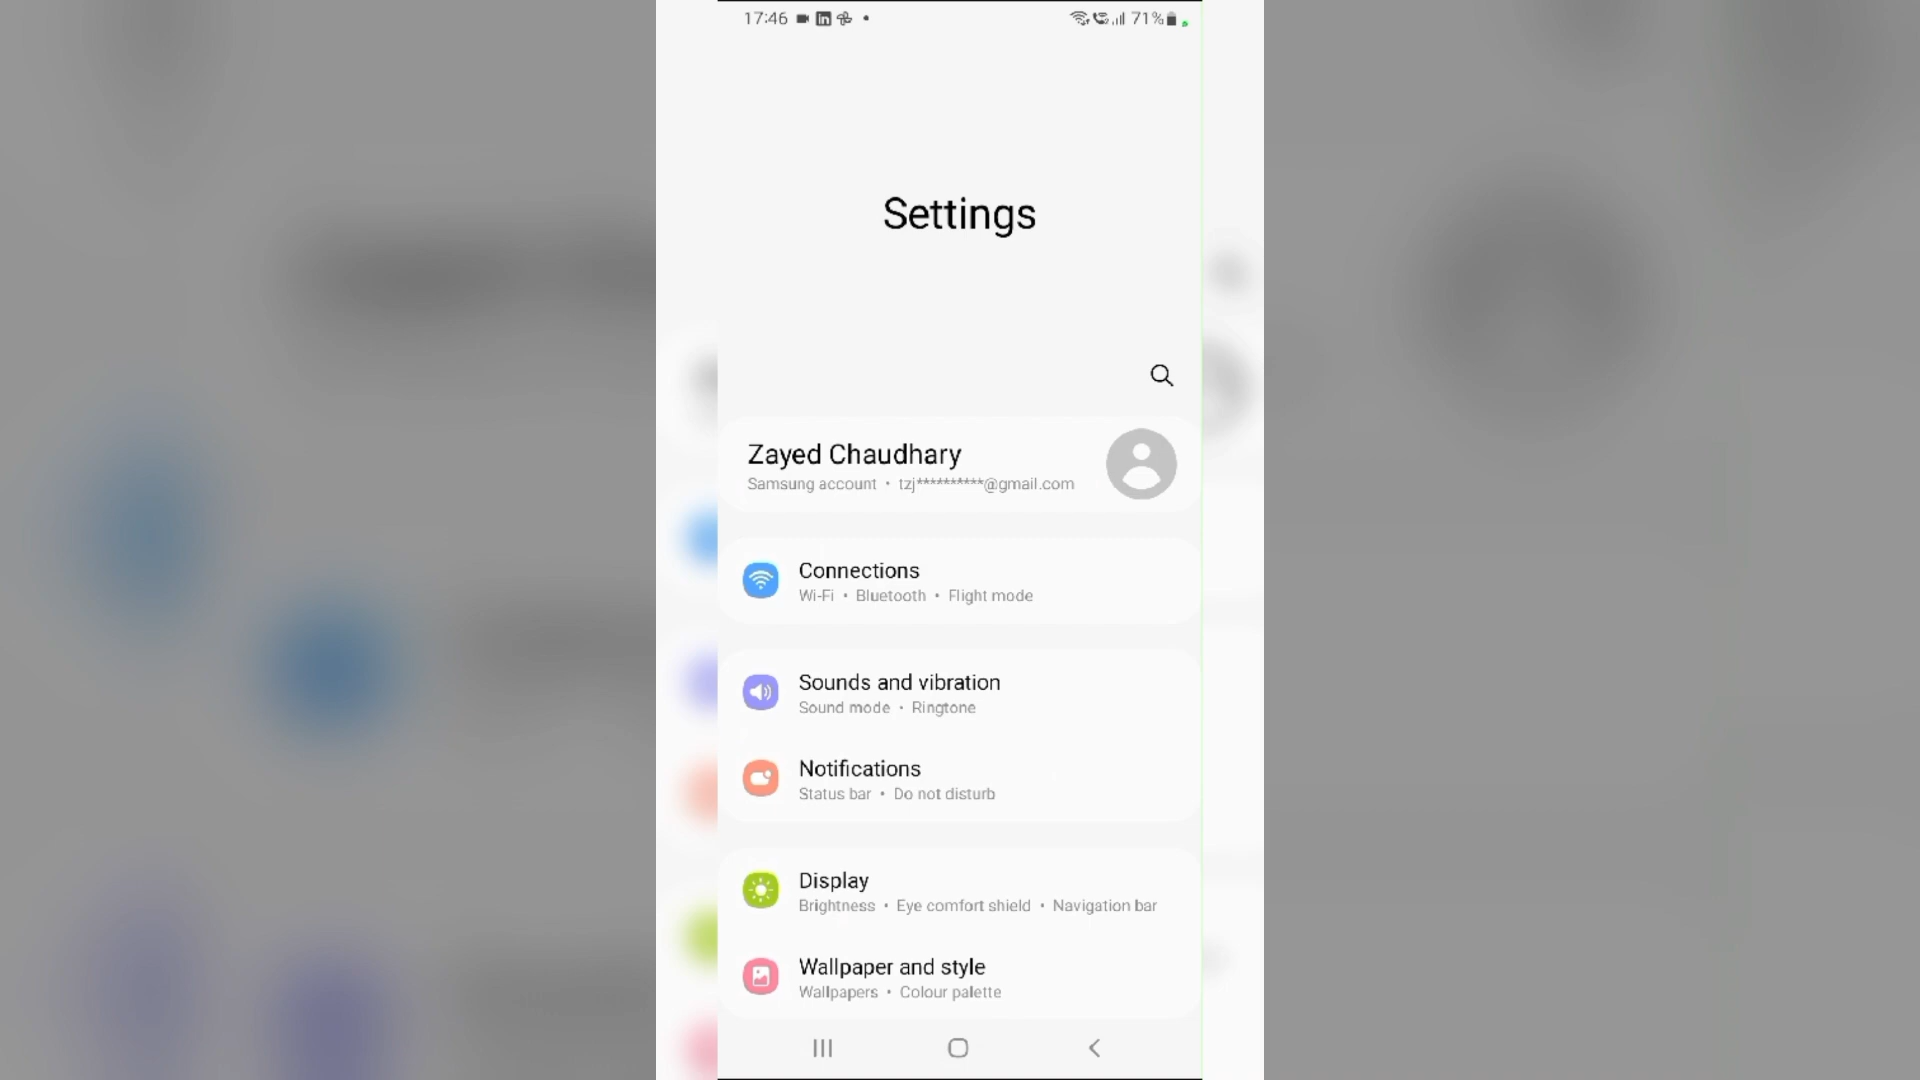 17:46 71%
Settings
Zayed Chaudhary
Samsung account • tzj**********@gmail.com
Connections
Wi-Fi • Bluetooth • Flight mode
Sounds and vibration
Sound mode • Ringtone
Notifications
Status bar • Do not disturb
Display
Brightness • Eye comfort shield • Navigation bar
Wallpaper and style
Wallpapers • Colour palette